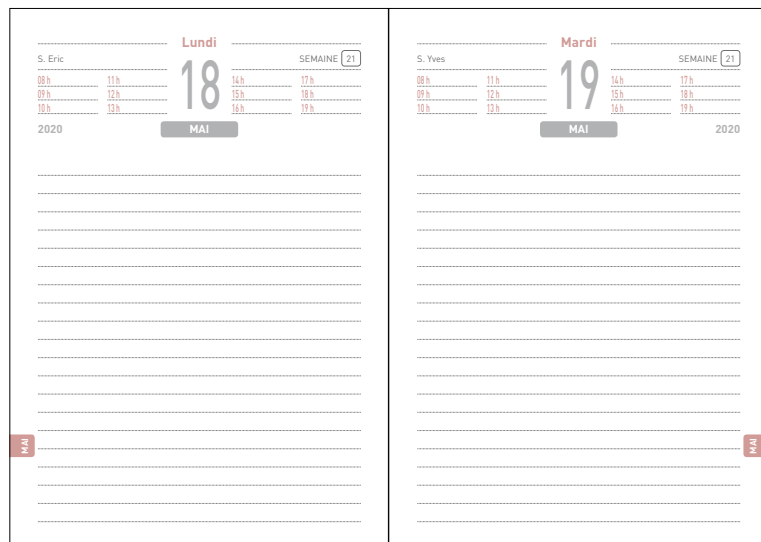 Lundi
S. Eric
18
SEMAINE 21
08 h 11 h 14 h 17 h
09 h 12 h 15 h 18 h
10 h 13 h 16 h 19 h
2020 MAI
MAI
Mardi
S. Yves
19
SEMAINE 21
08 h 11 h 14 h 17 h
09 h 12 h 15 h 18 h
10 h 13 h 16 h 19 h
MAI 2020
MAI